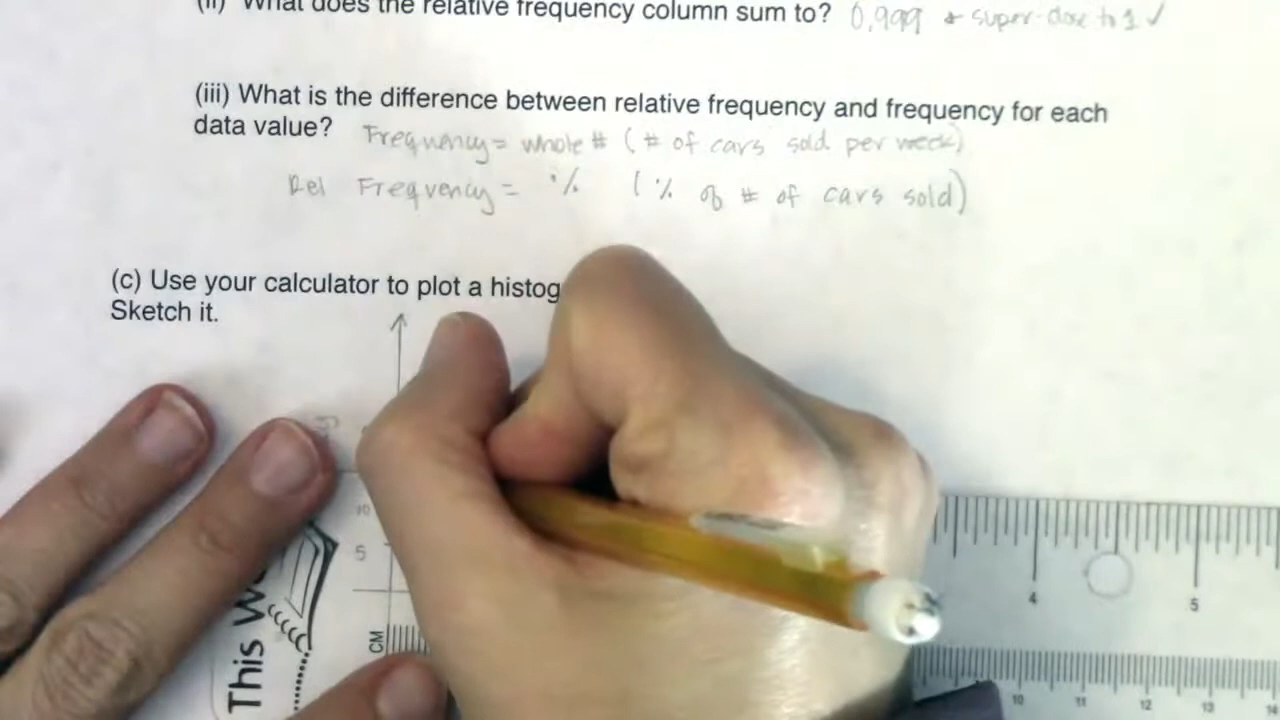 (ii) What does the relative frequency column sum to? 0.999 * super-close to 1 ✓
(iii) What is the difference between relative frequency and frequency for each
data value? Frequency = whole # (# of cars sold per week)
Rel Frequency = % (% of # of cars sold)
(c) Use your calculator to plot a histog
Sketch it.
10
5
CM
This W
4 5
10 11 12 13 14